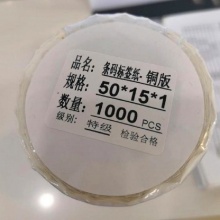 品名: 条码标签纸-铜版
规格: 50*15*1
数量: 1000 PCS
级别: 特级 检验合格